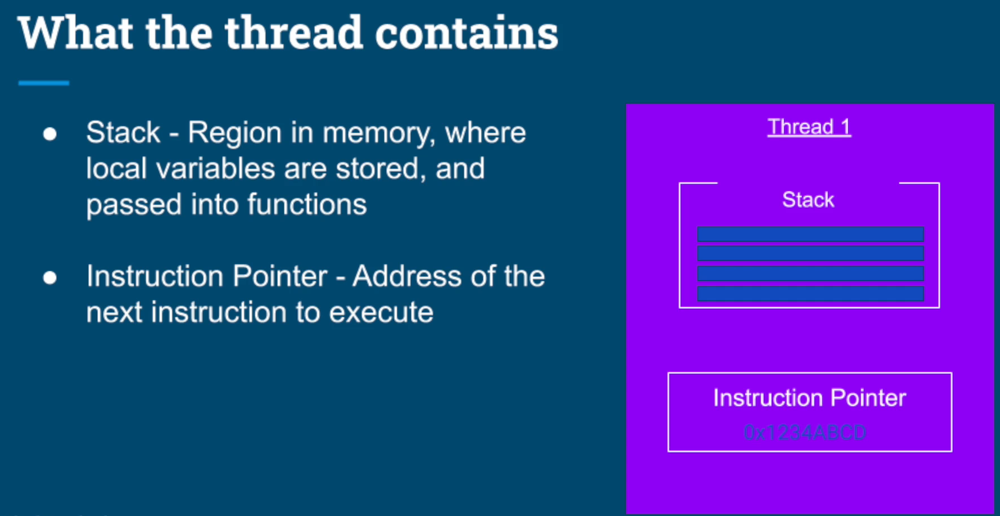 What the thread contains
● Stack - Region in memory, where
local variables are stored, and
passed into functions
● Instruction Pointer - Address of the
next instruction to execute
Thread 1
Stack
Instruction Pointer
0x1234ABCD